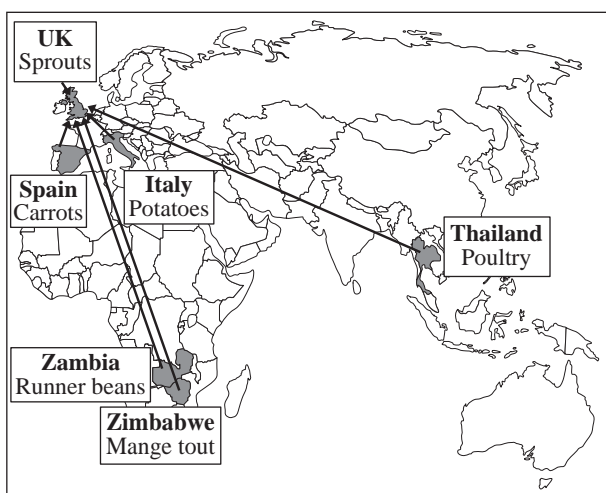 UK
Sprouts
Spain
Carrots
Italy
Potatoes
Thailand
Poultry
Zambia
Runner beans
Zimbabwe
Mange tout